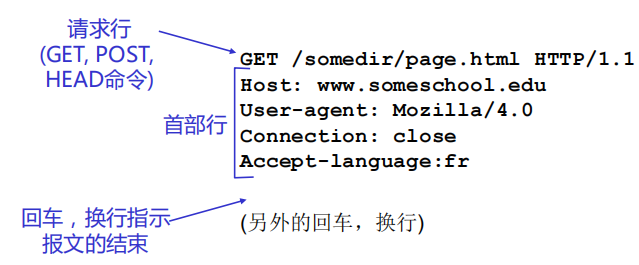 请求行
(GET, POST,
HEAD命令)
GET /somedir/page.html HTTP/1.1
Host: www.someschool.edu
User-agent: Mozilla/4.0
Connection: close
Accept-language:fr
首部行
回车，换行指示
报文的结束
(另外的回车，换行)